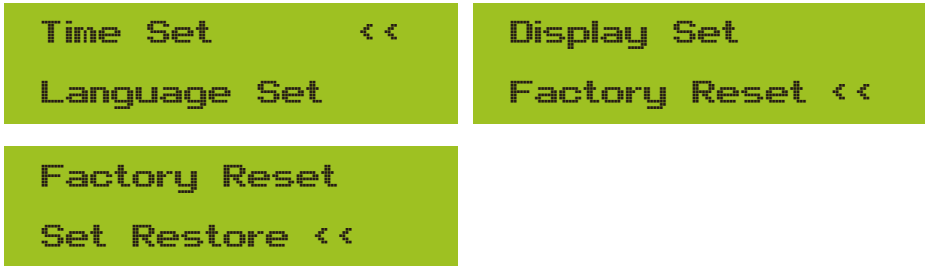 Time Set <<
Language Set
Display Set
Factory Reset <<
Factory Reset
Set Restore <<